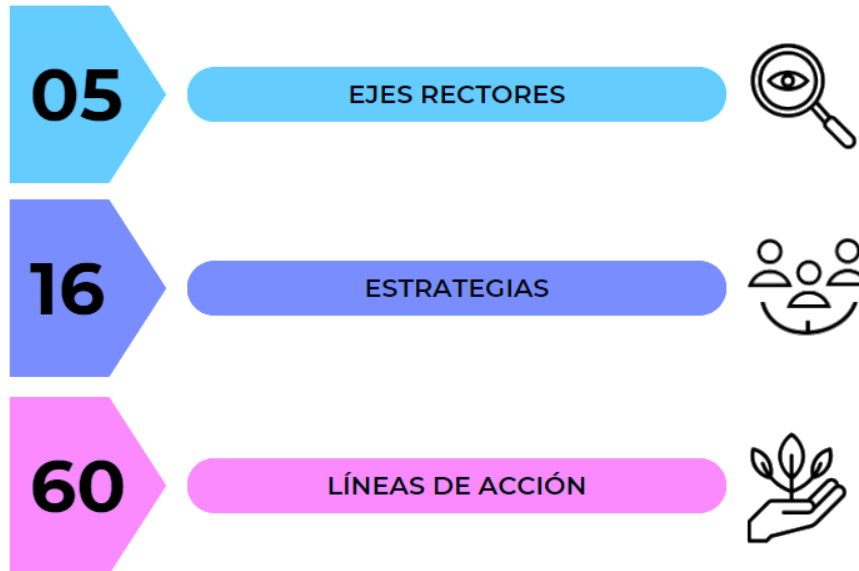 05
EJES RECTORES
16
ESTRATEGIAS
60
LÍNEAS DE ACCIÓN